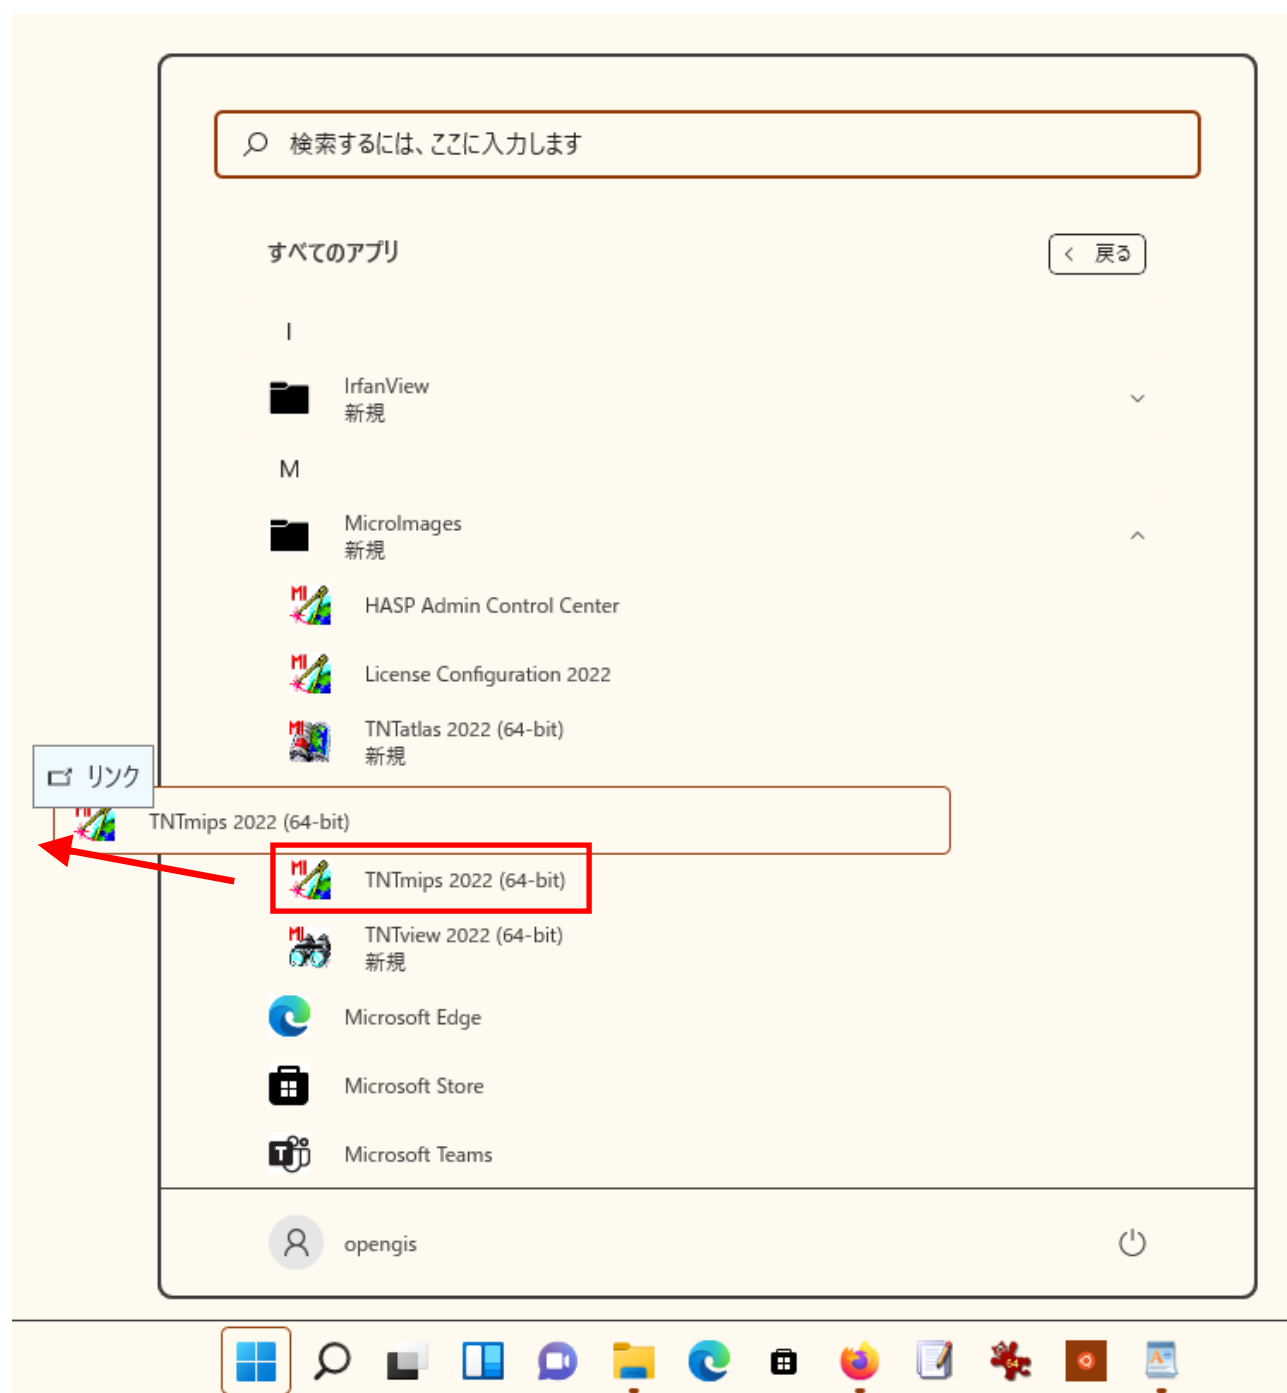 検索するには、ここに入力します
すべてのアプリ
戻る
I
IrfanView
新規
M
MicroImages
新規
HASP Admin Control Center
License Configuration 2022
TNTatlas 2022 (64-bit)
新規
リンク
TNTmips 2022 (64-bit)
TNTmips 2022 (64-bit)
TNTview 2022 (64-bit)
新規
Microsoft Edge
Microsoft Store
Microsoft Teams
opengis